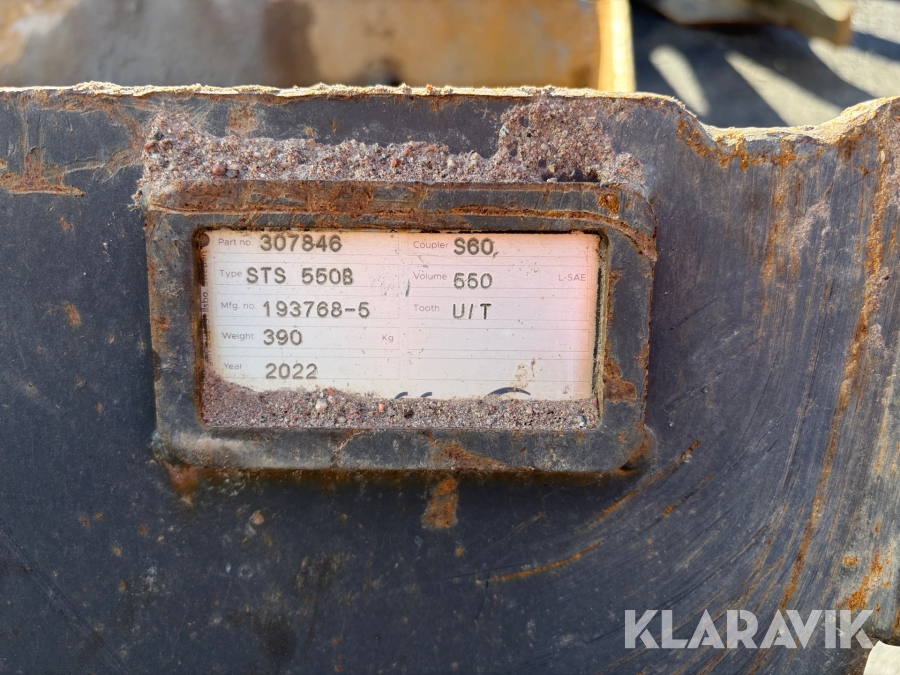 Part no 307846 Coupler S60
Type STS 550B Volume 550 L-SAE
Mfg. no. 193768-5 Tooth U/T
Weight 390 Kg
Year 2022
KLARAVIK